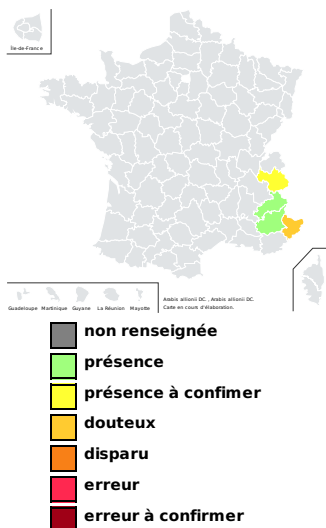 Île-de-France
Guadeloupe Martinique Guyane La Réunion Mayotte
Arabis allionii DC. , Arabis allionii DC.
Carte en cours d'élaboration.
non renseignée
présence
présence à confimer
douteux
disparu
erreur
erreur à confirmer